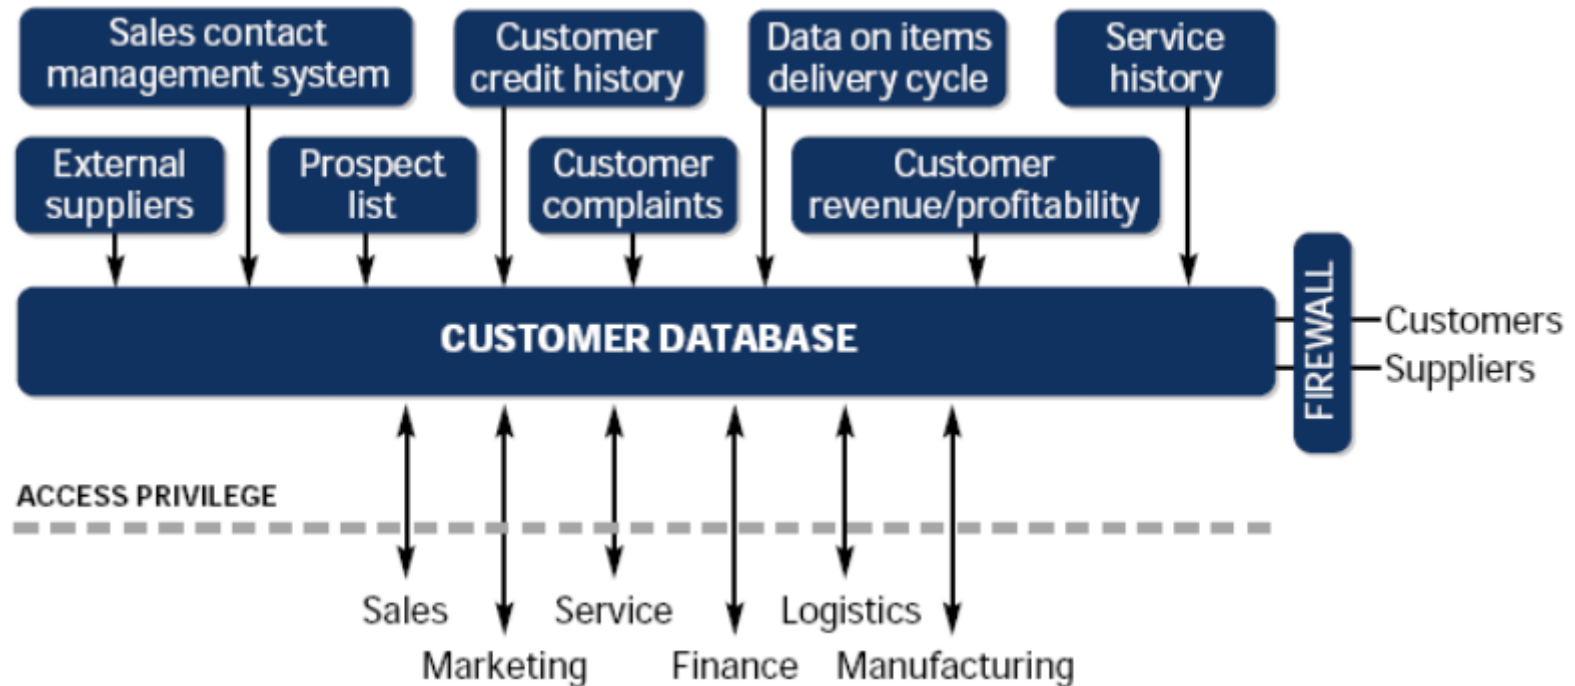 Sales contact
management system
Customer
credit history
Data on items
delivery cycle
Service
history
External
suppliers
Prospect
list
Customer
complaints
Customer
revenue/profitability
CUSTOMER DATABASE
FIREWALL
Customers
Suppliers
ACCESS PRIVILEGE
Sales
Service
Logistics
Marketing
Finance
Manufacturing